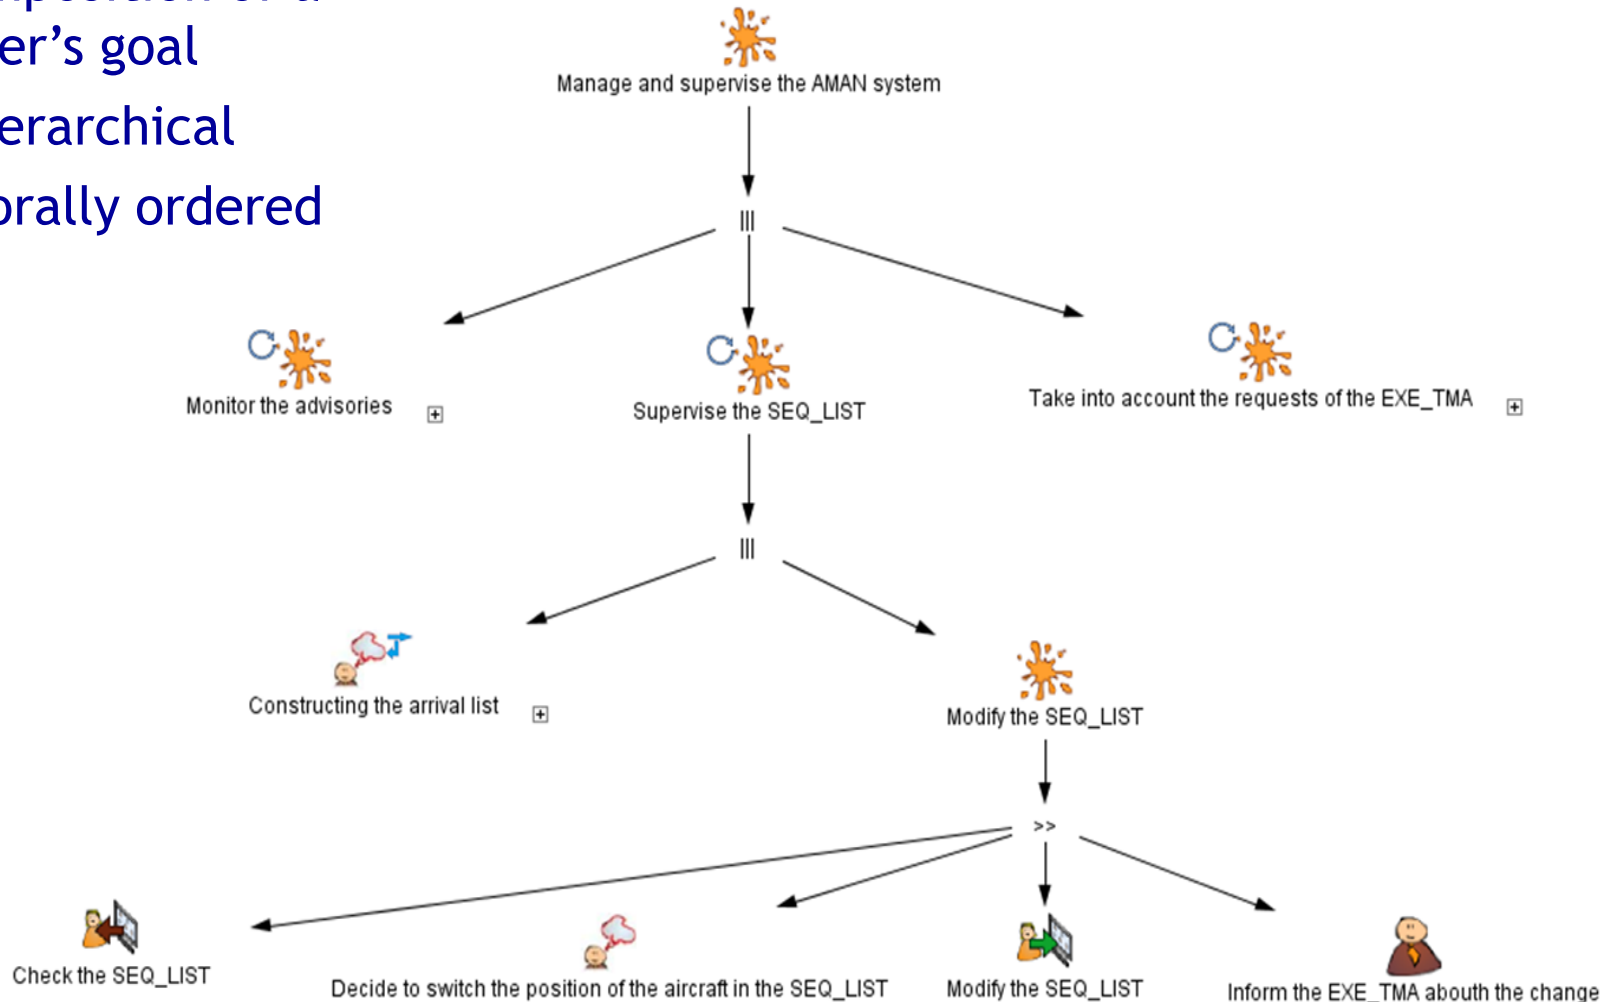 er's goal
erarchical
orally ordered
Manage and supervise the AMAN system
|||
Monitor the advisories
Supervise the SEQ_LIST
Take into account the requests of the EXE_TMA
|||
Constructing the arrival list
Modify the SEQ_LIST
>>
Check the SEQ_LIST
Decide to switch the position of the aircraft in the SEQ_LIST
Modify the SEQ_LIST
Inform the EXE_TMA abouth the change